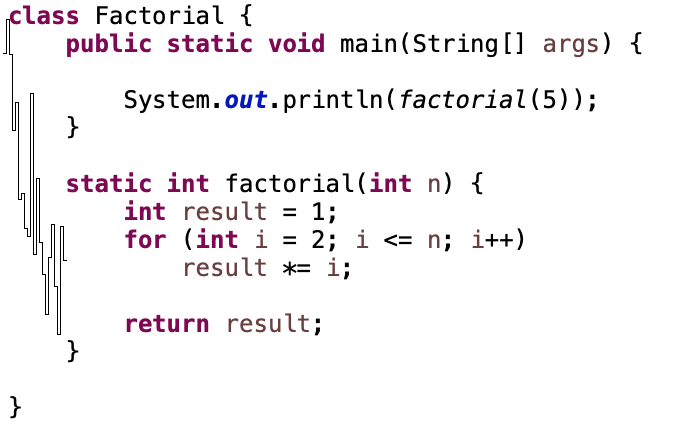 class Factorial {
    public static void main(String[] args) {

        System.out.println(factorial(5));
    }

    static int factorial(int n) {
        int result = 1;
        for (int i = 2; i <= n; i++)
            result *= i;

        return result;
    }

}